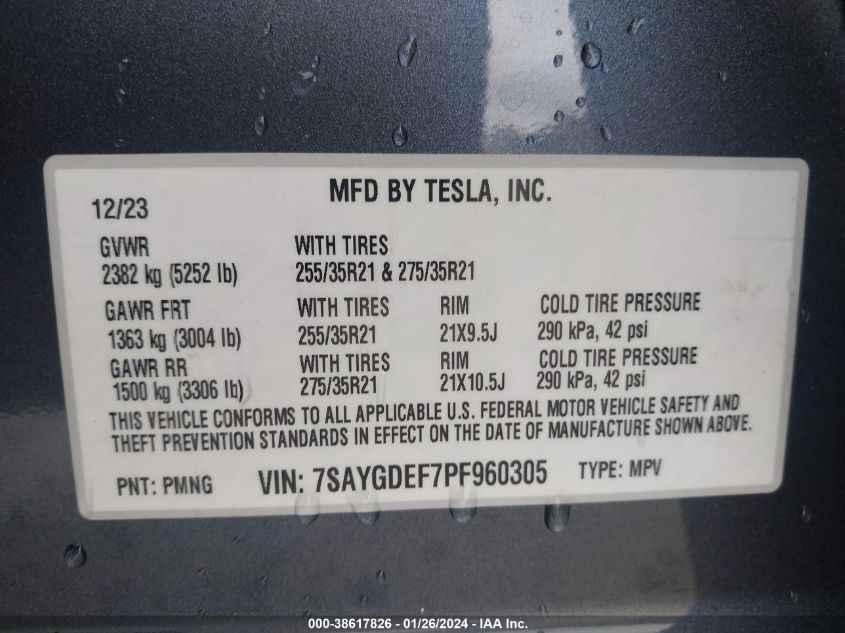 MFD BY TESLA, INC.
12/23
GVWR WITH TIRES
2382 kg (5252 lb) 255/35R21 & 275/35R21
GAWR FRT WITH TIRES RIM COLD TIRE PRESSURE
1363 kg (3004 lb) 255/35R21 21X9.5J 290 kPa, 42 psi
GAWR RR WITH TIRES RIM COLD TIRE PRESSURE
1500 kg (3306 lb) 275/35R21 21X10.5J 290 kPa, 42 psi
THIS VEHICLE CONFORMS TO ALL APPLICABLE U.S. FEDERAL MOTOR VEHICLE SAFETY AND
THEFT PREVENTION STANDARDS IN EFFECT ON THE DATE OF MANUFACTURE SHOWN ABOVE.
PNT: PMNG VIN: 7SAYGDEF7PF960305 TYPE: MPV
000-38617826 - 01/26/2024 - IAA Inc.